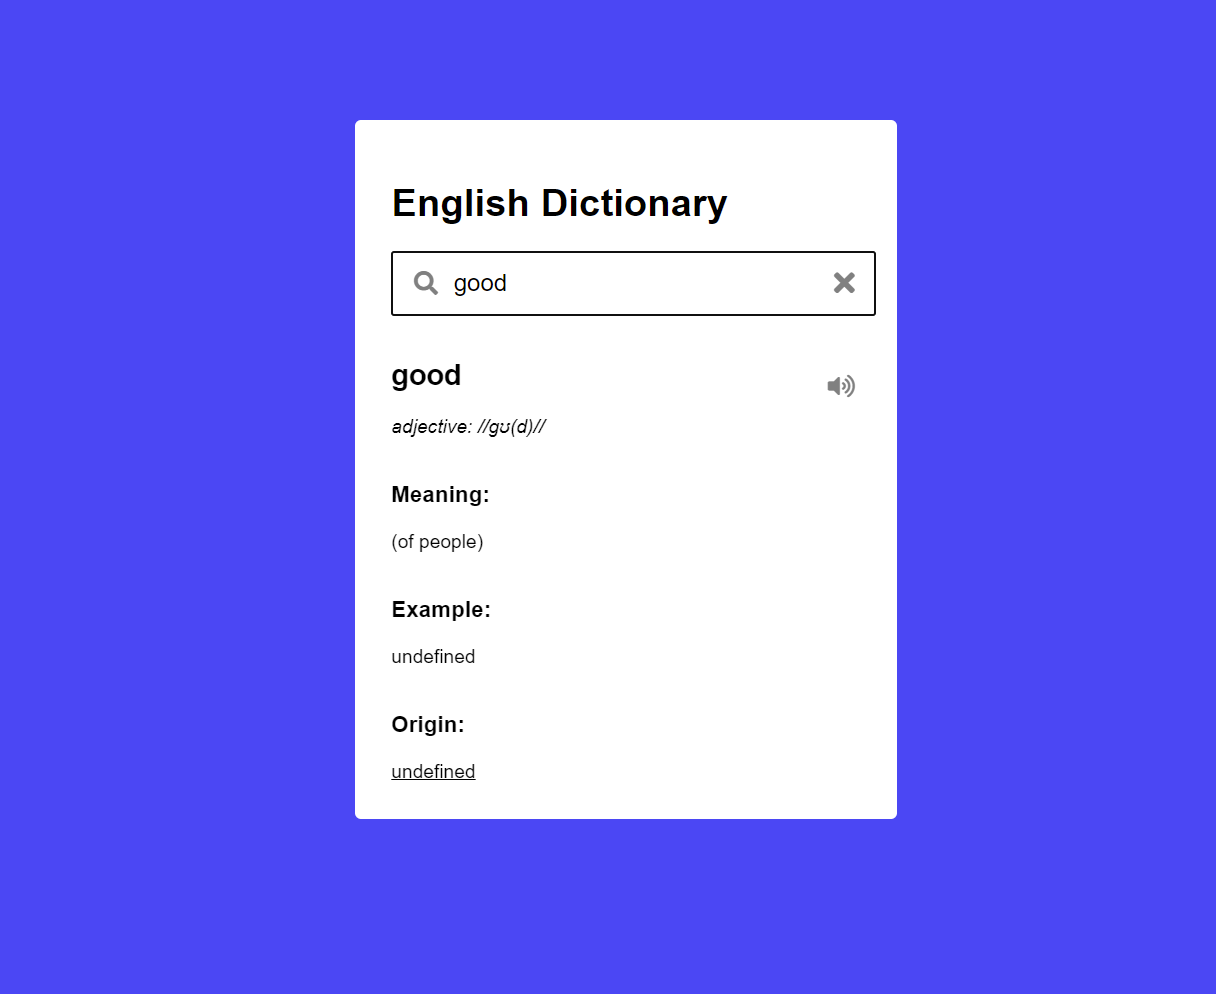 English Dictionary
good
good
adjective: //gʊ(d)//
Meaning:
(of people)
Example:
undefined
Origin:
undefined